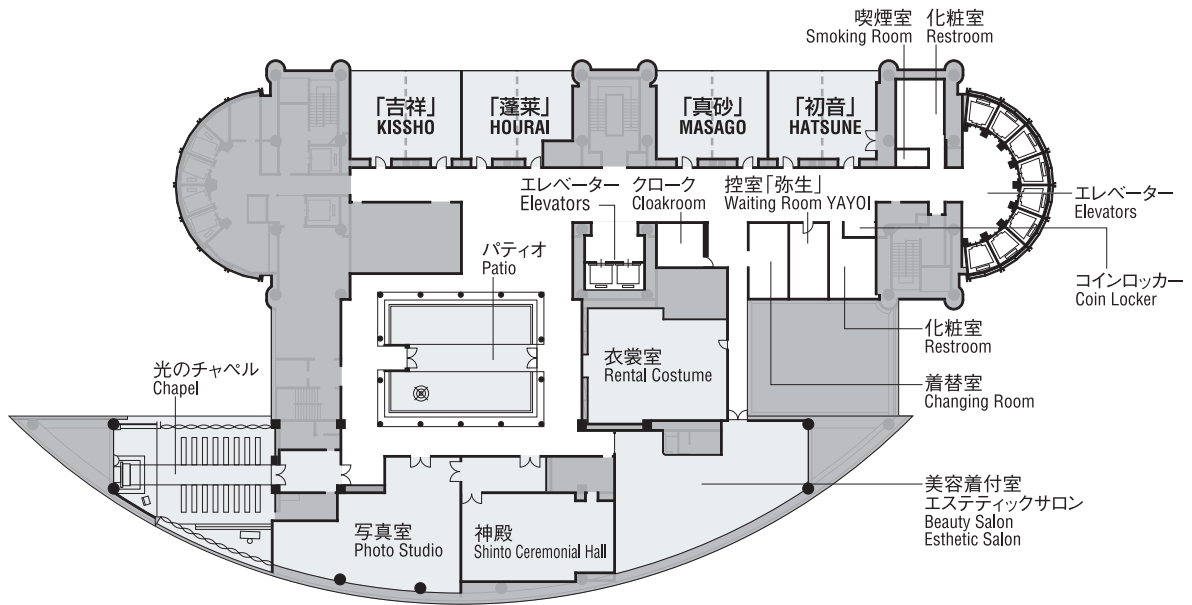 喫煙室
Smoking Room
化粧室
Restroom
「吉祥」
KISSHO
「蓬莱」
HOURAI
「真砂」
MASAGO
「初音」
HATSUNE
エレベーター
Elevators
クローク
Cloakroom
控室「弥生」
Waiting Room YAYOI
エレベーター
Elevators
パティオ
Patio
コインロッカー
Coin Locker
化粧室
Restroom
光のチャペル
Chapel
衣裳室
Rental Costume
着替室
Changing Room
美容着付室
エステティックサロン
Beauty Salon
Esthetic Salon
写真室
Photo Studio
神殿
Shinto Ceremonial Hall